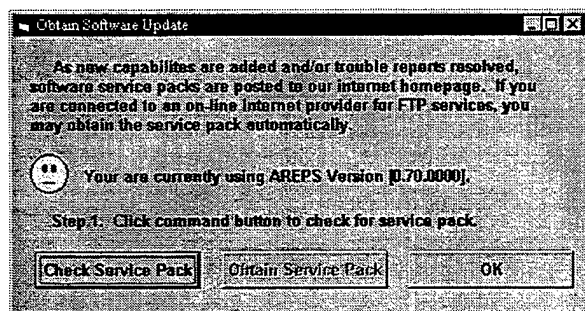 Obtain Software Update
As new capabilites are added and/or trouble reports resolved,
software service packs are posted to our internet homepage. If you
are connected to an on-line Internet provider for FTP services, you
may obtain the service pack automatically.
Your are currently using AREPS Version [0.70.0000].
Step 1: Click command button to check for service pack.
Check Service Pack Obtain Service Pack OK